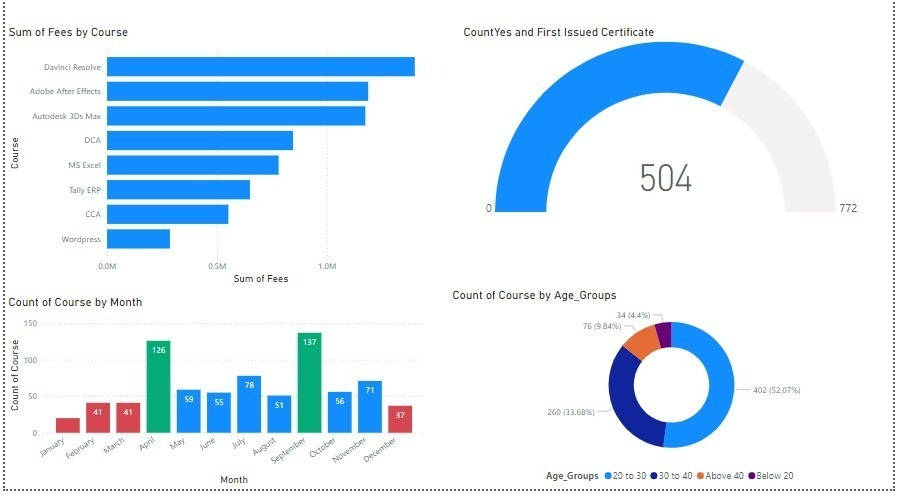 Sum of Fees by Course
Course
Davinci Resolve
Adobe After Effects
Autodesk 3Ds Max
DCA
MS Excel
Tally ERP
CCA
Wordpress
0.0M 0.5M 1.0M
Sum of Fees
CountYes and First Issued Certificate
504
0 772
Count of Course by Month
Count of Course
150
100
50
0
41 41 126 59 55 78 51 137 56 71 37
January February March April May June July August September October November December
Month
Count of Course by Age_Groups
34 (4.4%)
76 (9.84%)
402 (52.07%)
260 (33.68%)
Age_Groups 20 to 30 30 to 40 Above 40 Below 20